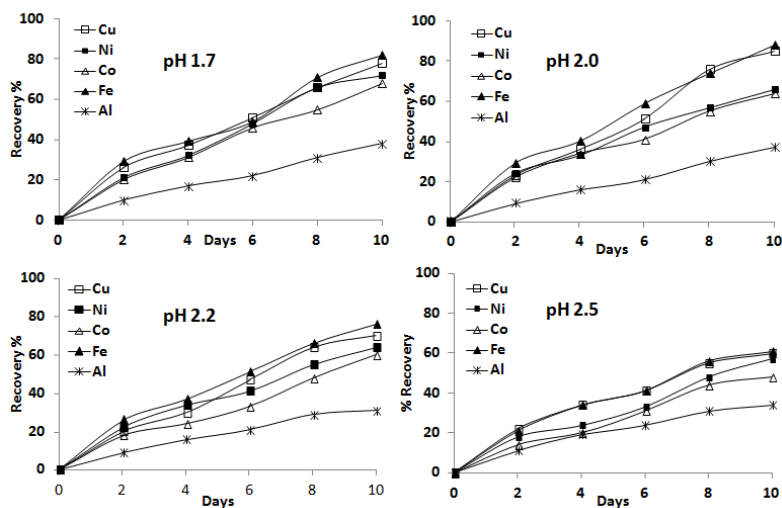 100
80
60
40
20
0
Recovery %
Cu
Ni
Co
Fe
Al
pH 1.7
0 2 4 6 8 10
Days
100
80
60
40
20
0
Recovery %
Cu
Ni
Co
Fe
Al
pH 2.0
0 2 4 6 8 10
Days
100
80
60
40
20
0
Recovery %
Cu
Ni
Co
Fe
Al
pH 2.2
0 2 4 6 8 10
Days
100
80
60
40
20
0
% Recovery
Cu
Ni
Co
Fe
Al
pH 2.5
0 2 4 6 8 10
Days